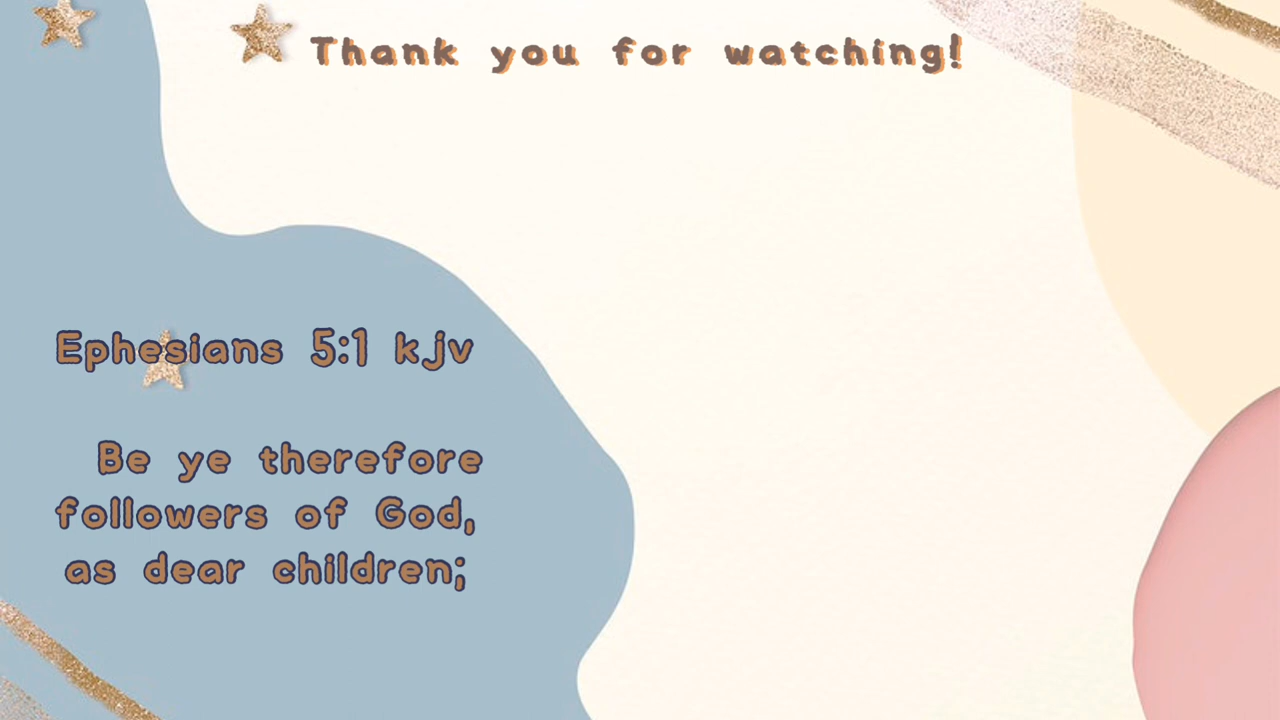 Thank you for watching!
Ephesians 5:1 kjv
Be ye therefore
followers of God,
as dear children;